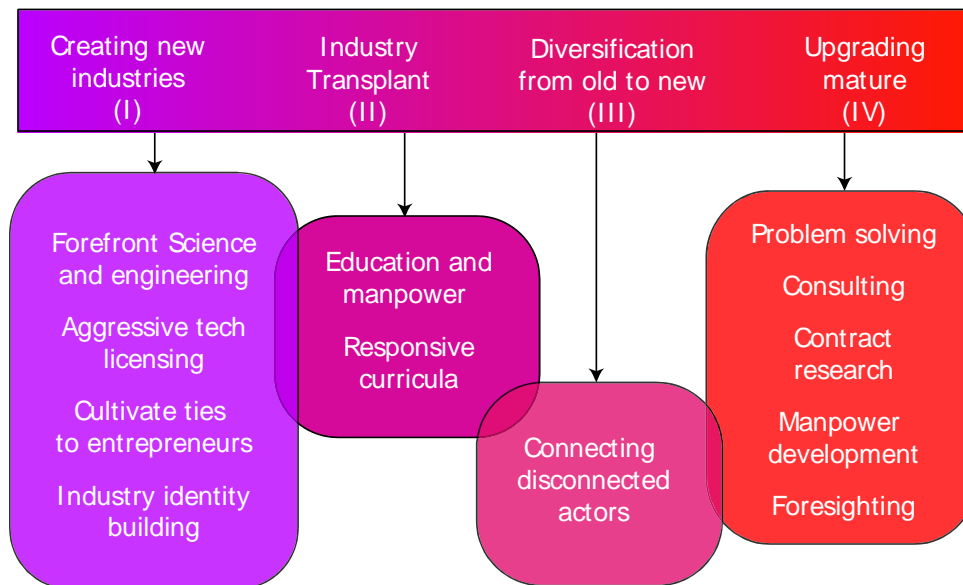 Creating new
industries
(I)
Industry
Transplant
(II)
Diversification
from old to new
(III)
Upgrading
mature
(IV)
Forefront Science
and engineering
Aggressive tech
licensing
Cultivate ties
to entrepreneurs
Industry identity
building
Education and
manpower
Responsive
curricula
Connecting
disconnected
actors
Problem solving
Consulting
Contract
research
Manpower
development
Foresighting